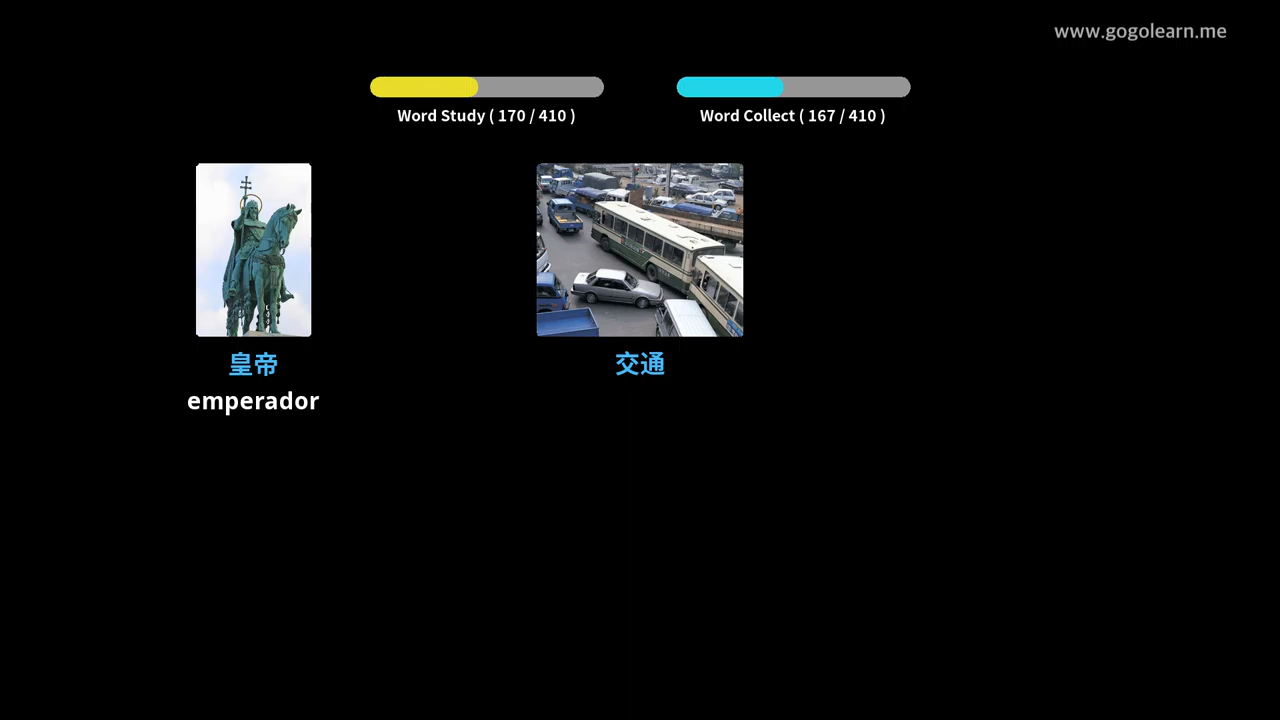 www.gogolearn.me
Word Study ( 170 / 410 )
Word Collect ( 167 / 410 )
皇帝
交通
emperador